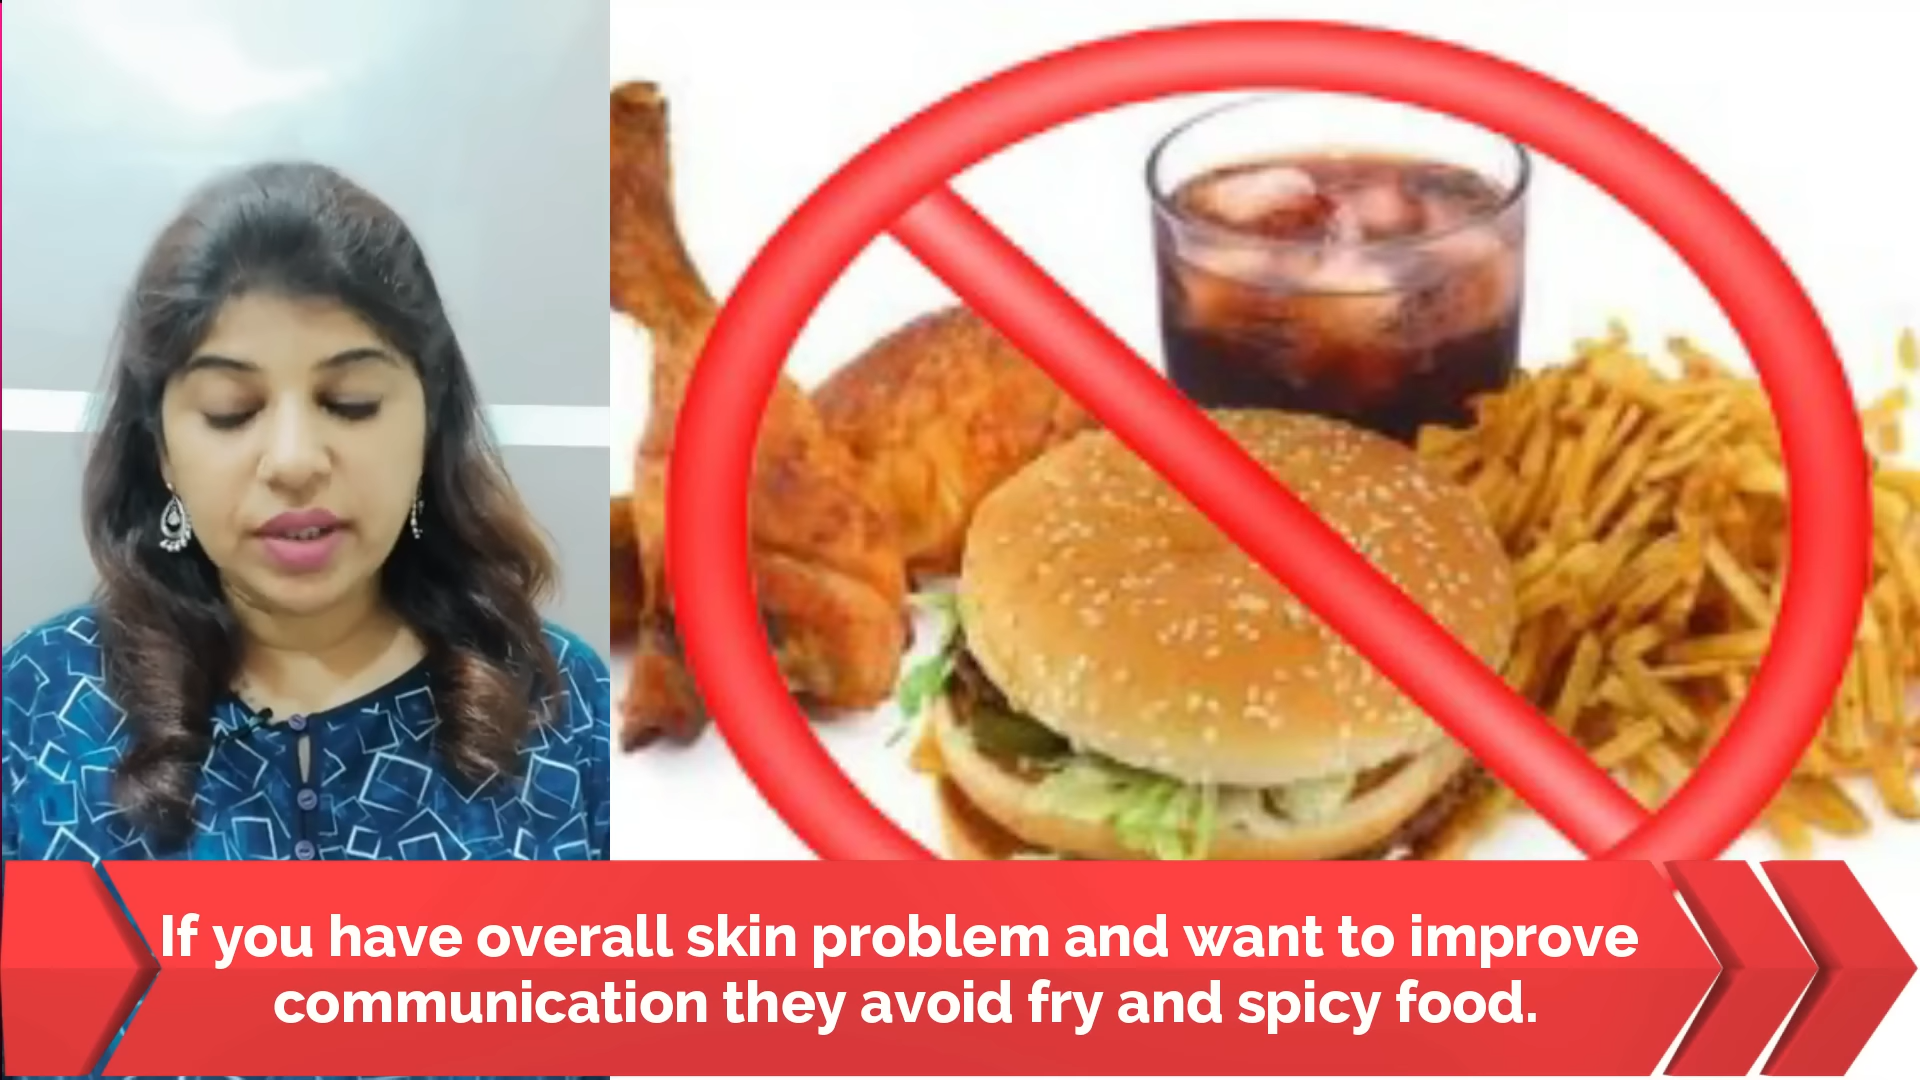 If you have overall skin problem and want to improve
communication they avoid fry and spicy food.